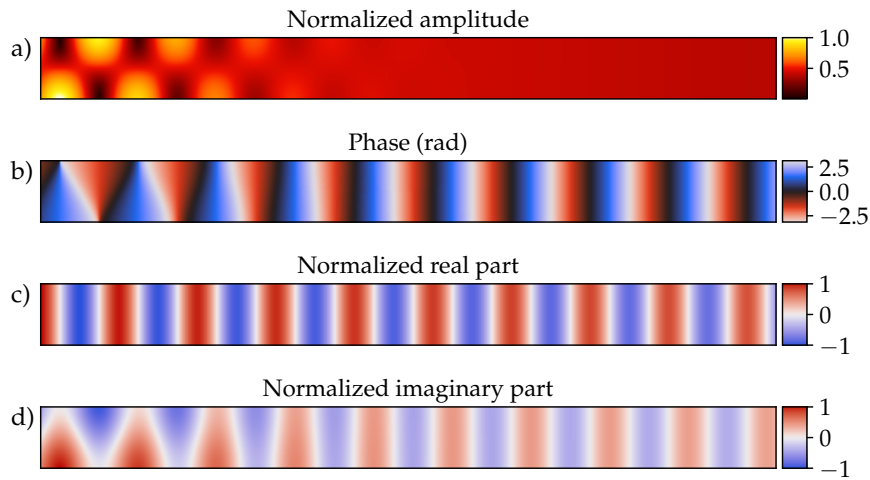 Normalized amplitude
a)
1.0
0.5
Phase (rad)
b)
2.5
0.0
−2.5
Normalized real part
c)
1
0
−1
Normalized imaginary part
d)
1
0
−1